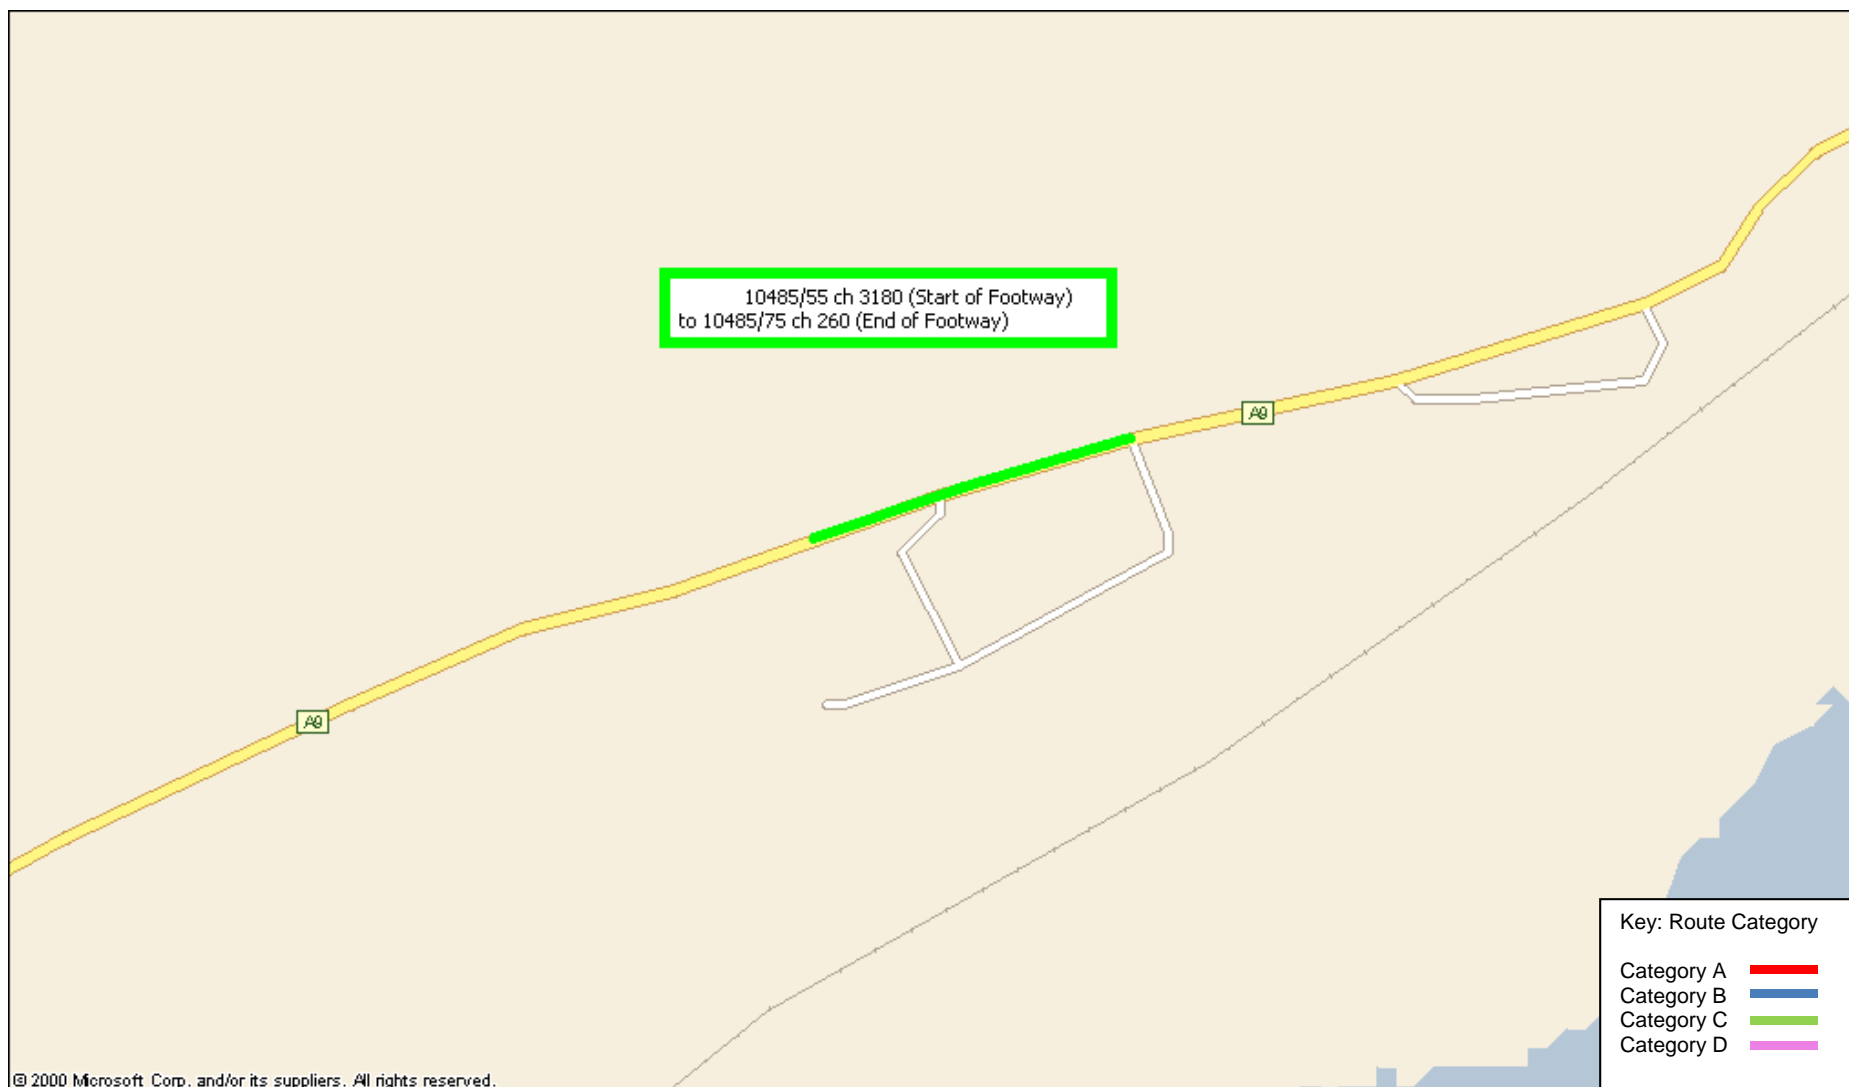 10485/55 ch 3180 (Start of Footway)
to 10485/75 ch 260 (End of Footway)
A9
A9
Key: Route Category
Category A
Category B
Category C
Category D
© 2000 Microsoft Corp. and/or its suppliers. All rights reserved.